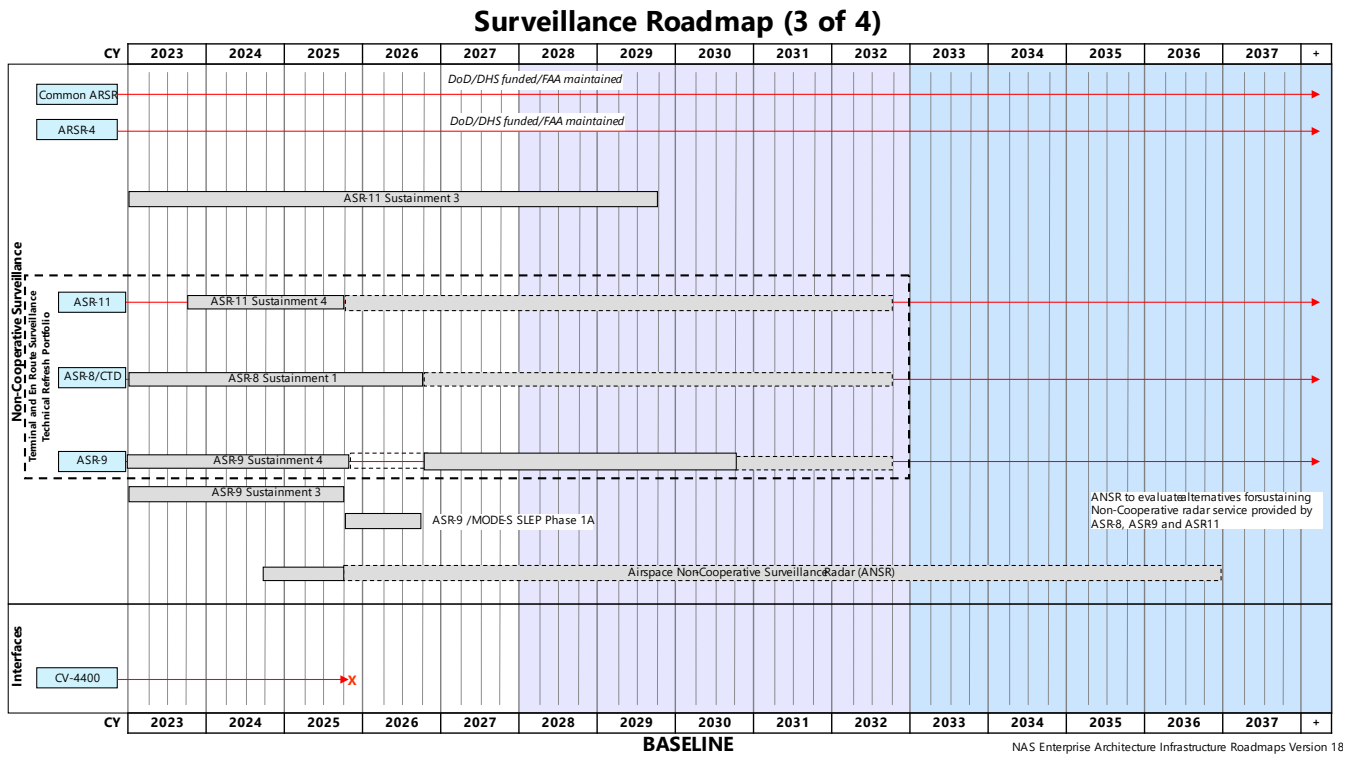 Surveillance Roadmap (3 of 4)
CY 2023 2024 2025 2026 2027 2028 2029 2030 2031 2032 2033 2034 2035 2036 2037 +
DoD/DHS funded/FAA maintained
Common ARSR
DoD/DHS funded/FAA maintained
ARSR-4
ASR-11 Sustainment 3
Non-Cooperative Surveillance
Terminal and En Route Surveillance
Technical Refresh Portfolio
ASR-11
ASR-11 Sustainment 4
ASR-8/CTD
ASR-8 Sustainment 1
ASR-9
ASR-9 Sustainment 4
ASR-9 Sustainment 3
ASR-9 /MODE-S SLEP Phase 1A
ANSR to evaluate alternatives for sustaining
Non-Cooperative radar service provided by
ASR-8, ASR9 and ASR11
Airspace Non-Cooperative Surveillance Radar (ANSR)
Interfaces
CV-4400
X
CY 2023 2024 2025 2026 2027 2028 2029 2030 2031 2032 2033 2034 2035 2036 2037 +
BASELINE
NAS Enterprise Architecture Infrastructure Roadmaps Version 18